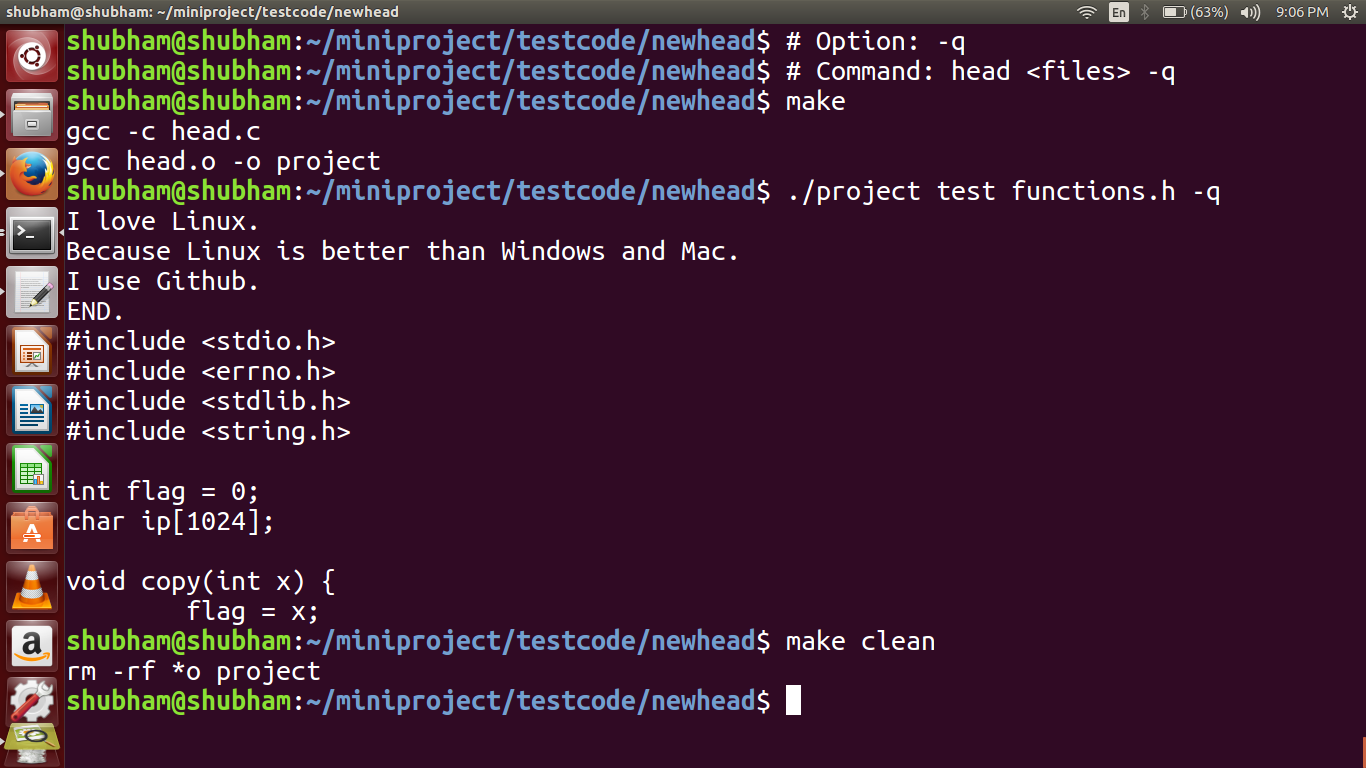 shubham@shubham: ~/miniproject/testcode/newhead En (63%) 9:06 PM
shubham@shubham:~/miniproject/testcode/newhead$ # Option: -q
shubham@shubham:~/miniproject/testcode/newhead$ # Command: head <files> -q
shubham@shubham:~/miniproject/testcode/newhead$ make
gcc -c head.c
gcc head.o -o project
shubham@shubham:~/miniproject/testcode/newhead$ ./project test functions.h -q
I love Linux.
Because Linux is better than Windows and Mac.
I use Github.
END.
#include <stdio.h>
#include <errno.h>
#include <stdlib.h>
#include <string.h>

int flag = 0;
char ip[1024];

void copy(int x) {
        flag = x;
shubham@shubham:~/miniproject/testcode/newhead$ make clean
rm -rf *o project
shubham@shubham:~/miniproject/testcode/newhead$